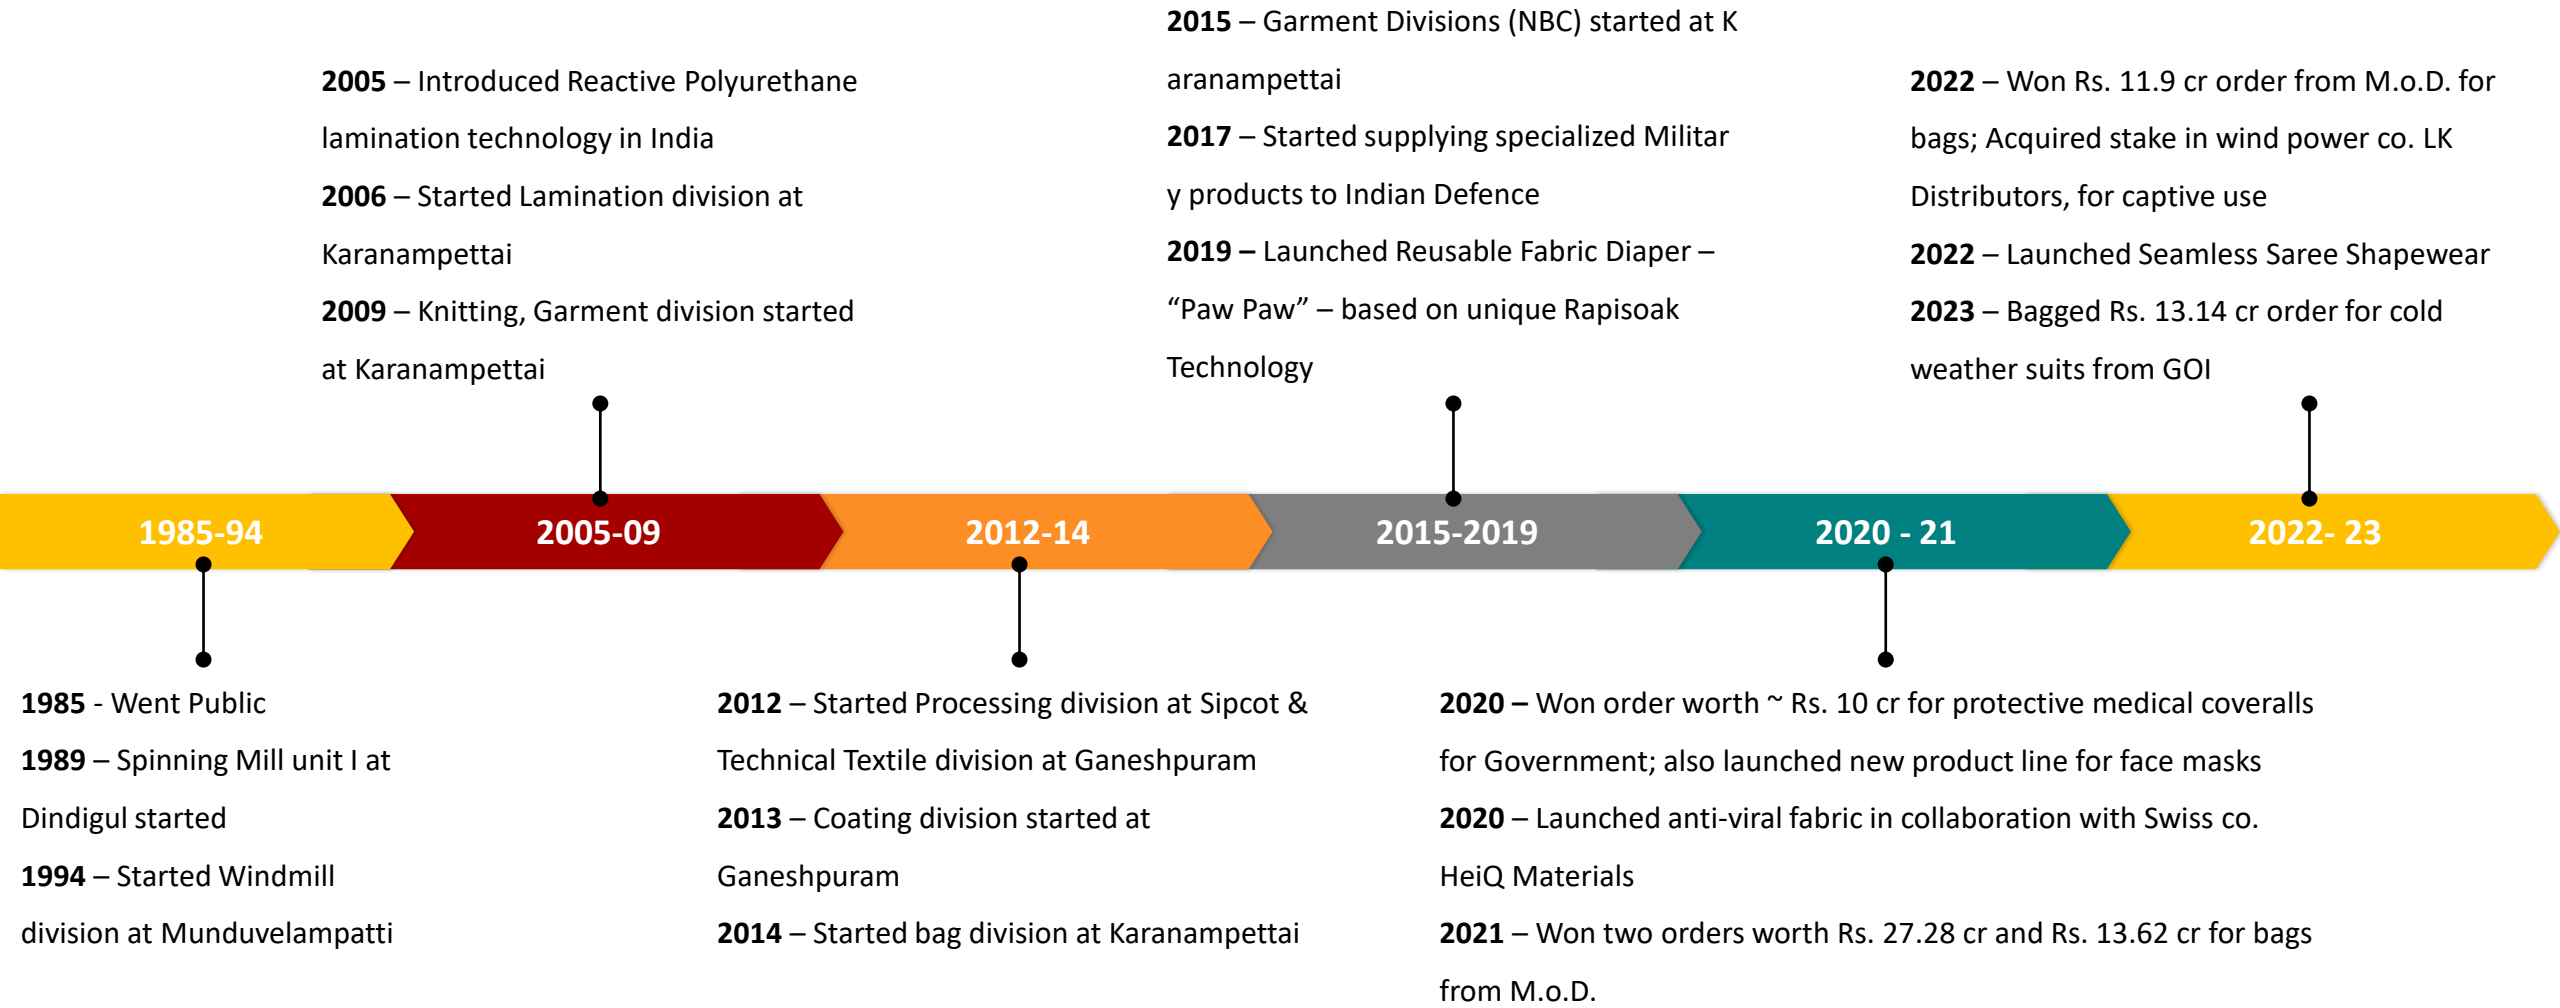 2005 – Introduced Reactive Polyurethane
lamination technology in India
2006 – Started Lamination division at
Karanampettai
2009 – Knitting, Garment division started
at Karanampettai
2015 – Garment Divisions (NBC) started at K
aranampettai
2017 – Started supplying specialized Militar
y products to Indian Defence
2019 – Launched Reusable Fabric Diaper –
“Paw Paw” – based on unique Rapisoak
Technology
2022 – Won Rs. 11.9 cr order from M.o.D. for
bags; Acquired stake in wind power co. LK
Distributors, for captive use
2022 – Launched Seamless Saree Shapewear
2023 – Bagged Rs. 13.14 cr order for cold
weather suits from GOI
1985-94
2005-09
2012-14
2015-2019
2020 - 21
2022- 23
1985 - Went Public
1989 – Spinning Mill unit I at
Dindigul started
1994 – Started Windmill
division at Munduvelampatti
2012 – Started Processing division at Sipcot &
Technical Textile division at Ganeshpuram
2013 – Coating division started at
Ganeshpuram
2014 – Started bag division at Karanampettai
2020 – Won order worth ~ Rs. 10 cr for protective medical coveralls
for Government; also launched new product line for face masks
2020 – Launched anti-viral fabric in collaboration with Swiss co.
HeiQ Materials
2021 – Won two orders worth Rs. 27.28 cr and Rs. 13.62 cr for bags
from M.o.D.